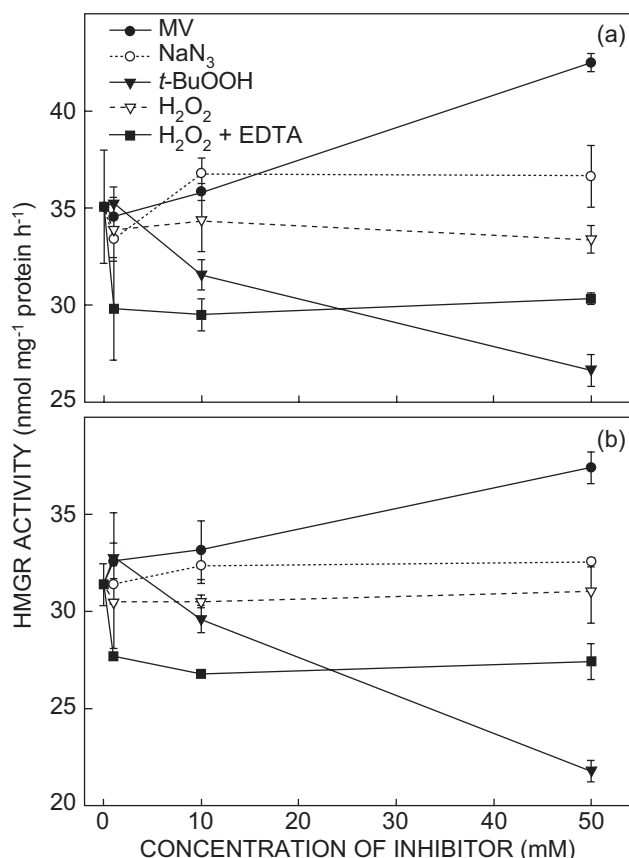 MV
NaN₃
t-BuOOH
H₂O₂
H₂O₂ + EDTA
(a)
40
35
30
25
(b)
35
30
25
20
HMGR ACTIVITY (nmol mg⁻¹ protein h⁻¹)
0 10 20 30 40 50
CONCENTRATION OF INHIBITOR (mM)